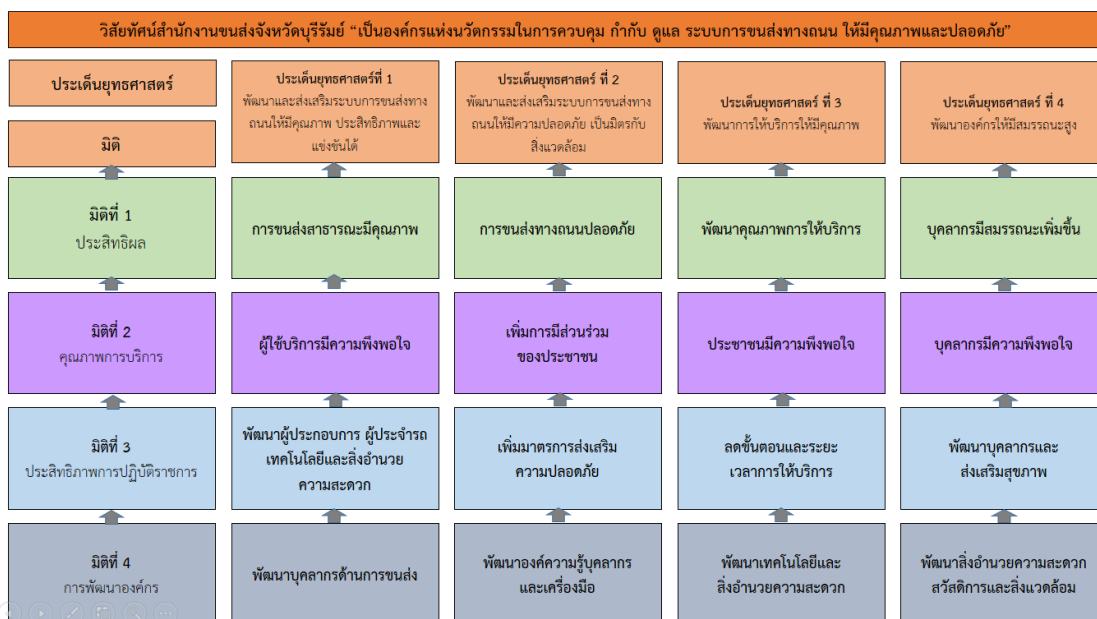 วิสัยทัศน์สำนักงานขนส่งจังหวัดบุรีรัมย์ “เป็นองค์กรแห่งนวัตกรรมในการควบคุม กำกับ ดูแล ระบบการขนส่งทางถนน ให้มีคุณภาพและปลอดภัย”
ประเด็นยุทธศาสตร์
มิติ
ประเด็นยุทธศาสตร์ที่ 1
พัฒนาและส่งเสริมระบบการขนส่งทาง
ถนนให้มีคุณภาพ ประสิทธิภาพและ
แข่งขันได้
ประเด็นยุทธศาสตร์ ที่ 2
พัฒนาและส่งเสริมระบบการขนส่งทาง
ถนนให้มีความปลอดภัย เป็นมิตรกับ
สิ่งแวดล้อม
ประเด็นยุทธศาสตร์ ที่ 3
พัฒนาการให้บริการให้มีคุณภาพ
ประเด็นยุทธศาสตร์ ที่ 4
พัฒนาองค์กรให้มีสมรรถนะสูง
มิติที่ 1
ประสิทธิผล
การขนส่งสาธารณะมีคุณภาพ
การขนส่งทางถนนปลอดภัย
พัฒนาคุณภาพการให้บริการ
บุคลากรมีสมรรถนะเพิ่มขึ้น
มิติที่ 2
คุณภาพการบริการ
ผู้ใช้บริการมีความพึงพอใจ
เพิ่มการมีส่วนร่วม
ของประชาชน
ประชาชนมีความพึงพอใจ
บุคลากรมีความพึงพอใจ
มิติที่ 3
ประสิทธิภาพการปฏิบัติราชการ
พัฒนาผู้ประกอบการ ผู้ประจำรถ
เทคโนโลยีและสิ่งอำนวย
ความสะดวก
เพิ่มมาตรการส่งเสริม
ความปลอดภัย
ลดขั้นตอนและระยะ
เวลาการให้บริการ
พัฒนาบุคลากรและ
ส่งเสริมสุขภาพ
มิติที่ 4
การพัฒนาองค์กร
พัฒนาบุคลากรด้านการขนส่ง
พัฒนาองค์ความรู้บุคลากร
และเครื่องมือ
พัฒนาเทคโนโลยีและ
สิ่งอำนวยความสะดวก
พัฒนาสิ่งอำนวยความสะดวก
สวัสดิการและสิ่งแวดล้อม